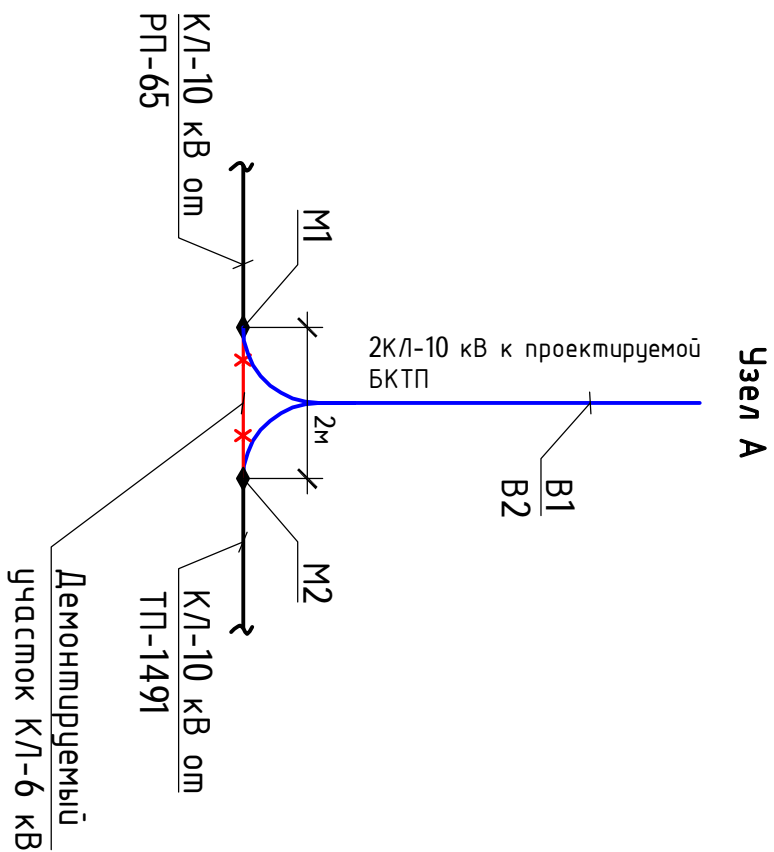 Узел А
2КЛ-10 кВ к проектируемой
БКТП
В1
В2
2м
М1
М2
КЛ-10 кВ от
РП-65
КЛ-10 кВ от
ТП-1491
Демонтируемый
участок КЛ-6 кВ